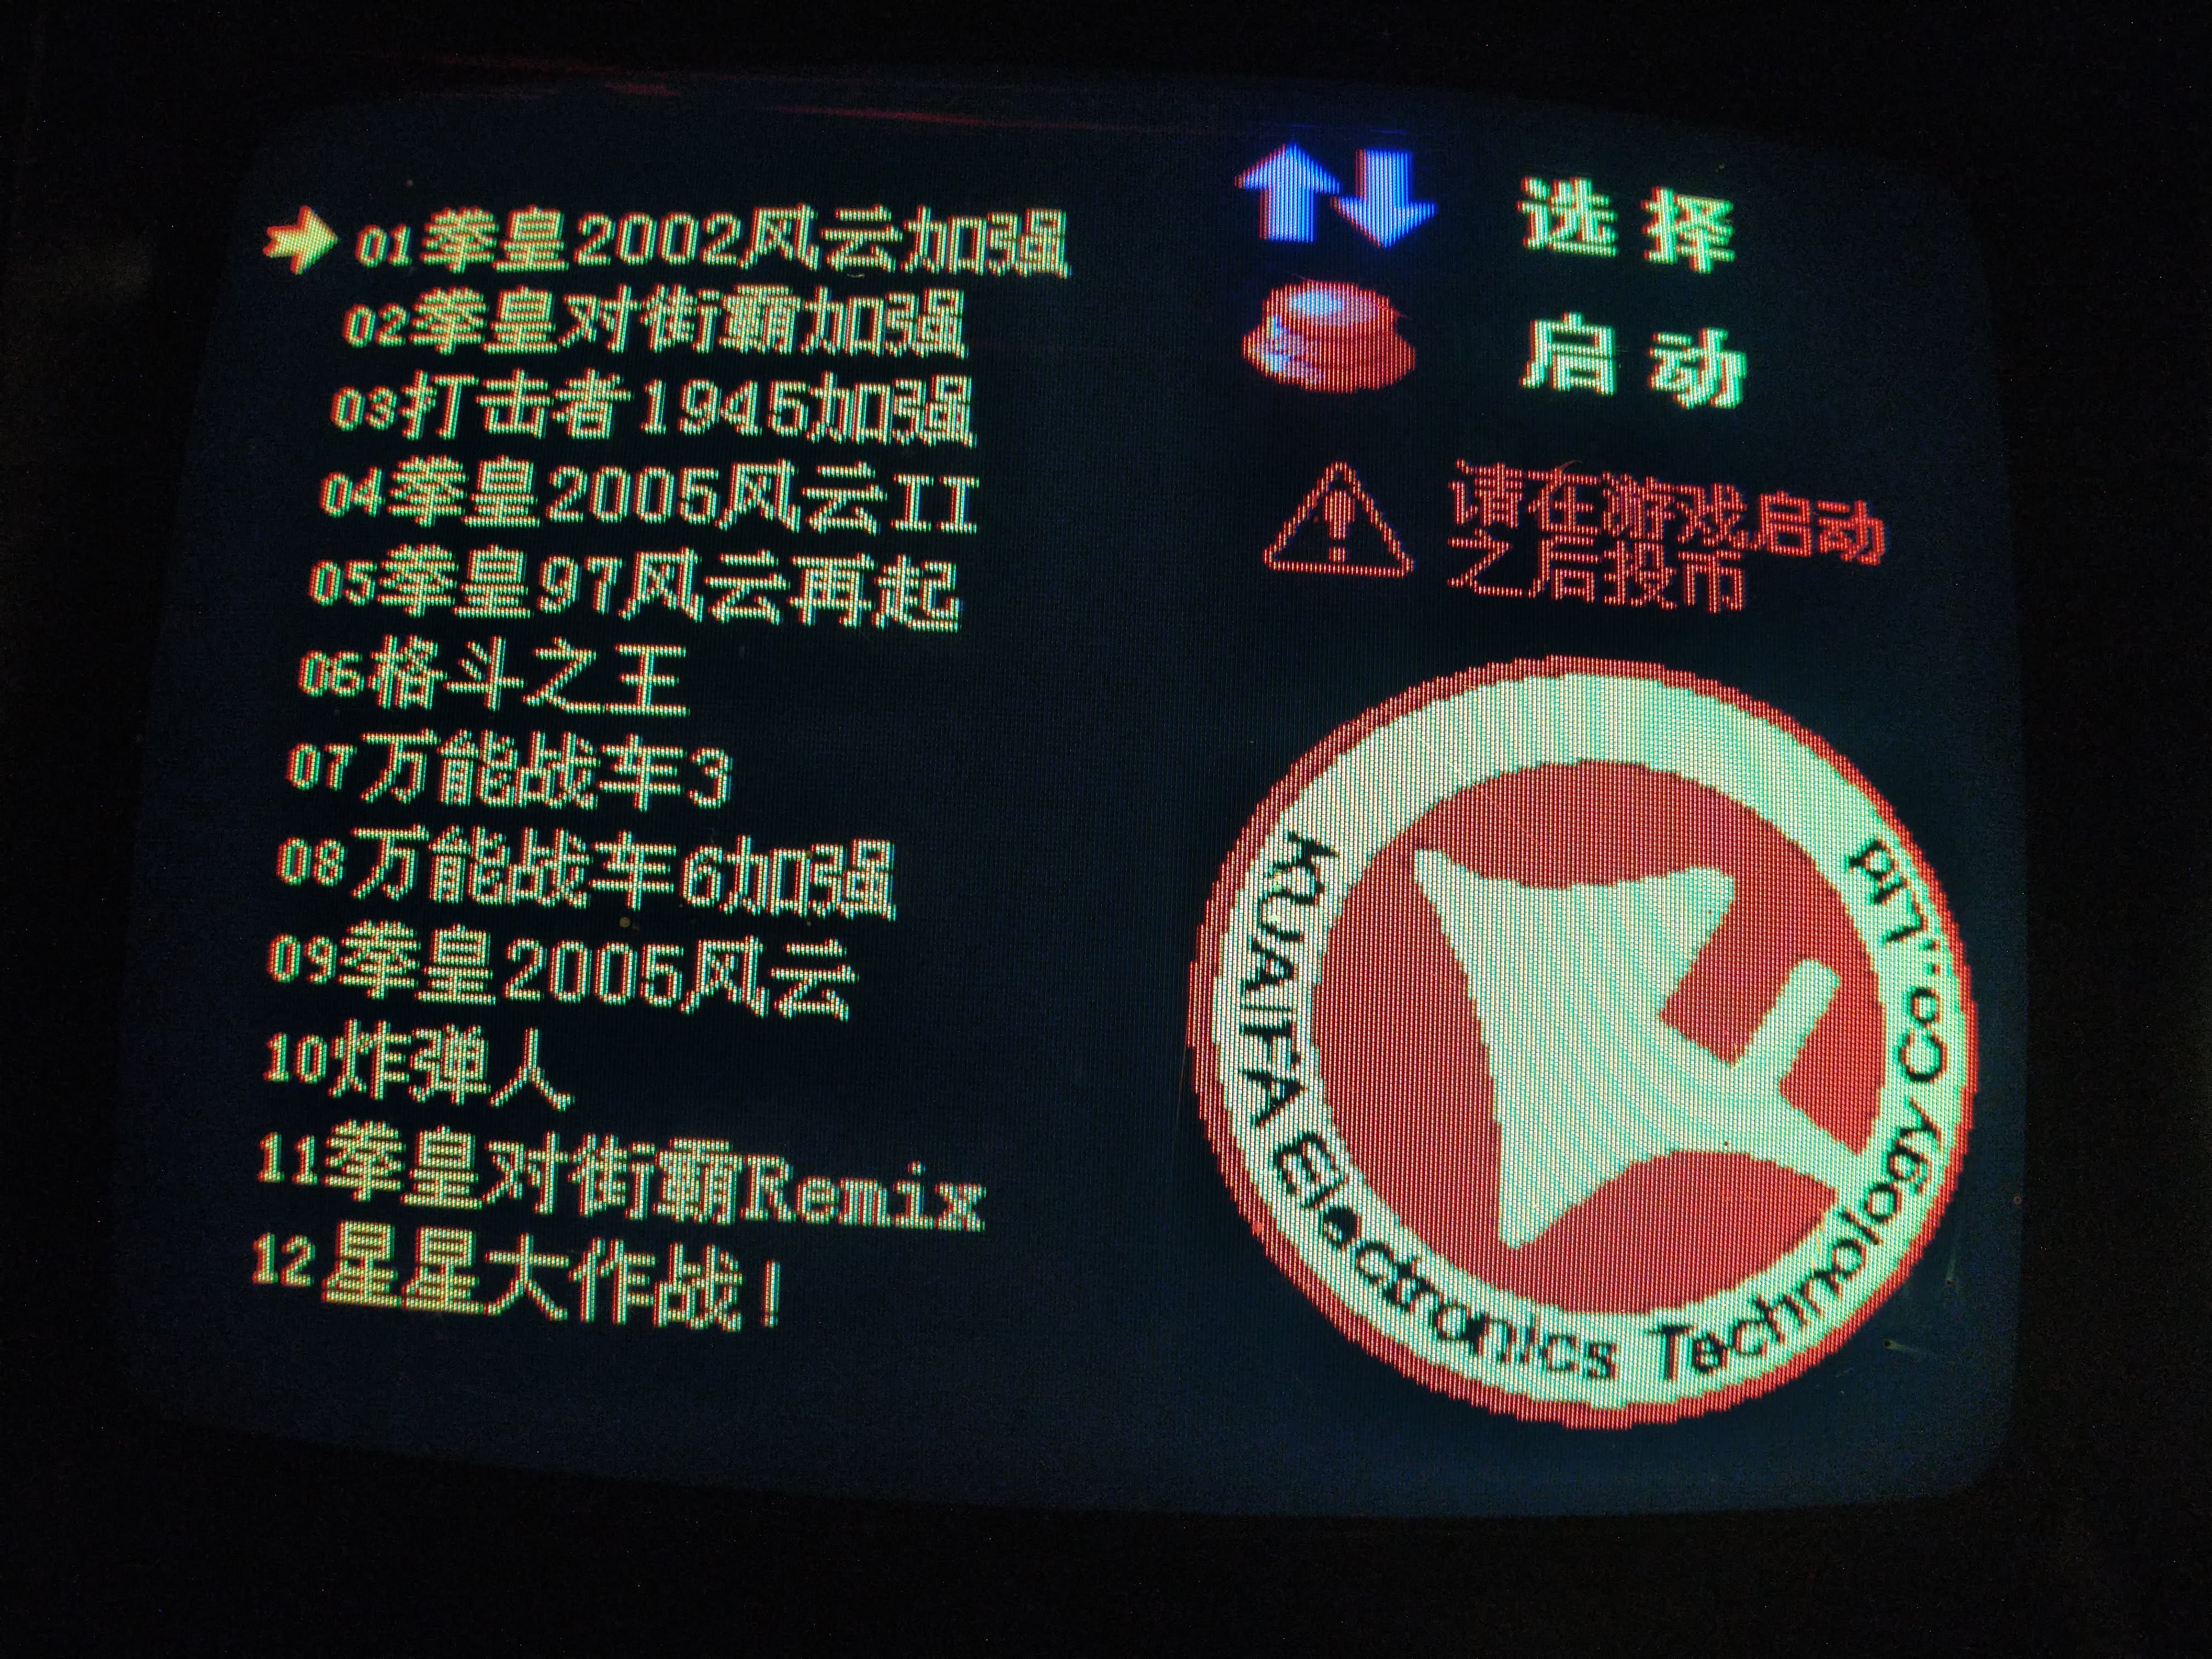 01拳皇2002风云加强
02拳皇对街霸加强
03打击者1945加强
04拳皇2005风云II
05拳皇97风云再起
06格斗之王
07万能战车3
08万能战车6加强
09拳皇2005风云
10炸弹人
11拳皇对街霸Remix
12星星大作战!
选择
启动
请在游戏启动
之后投币
KUAIFA Electronics Technology Co.,Ltd